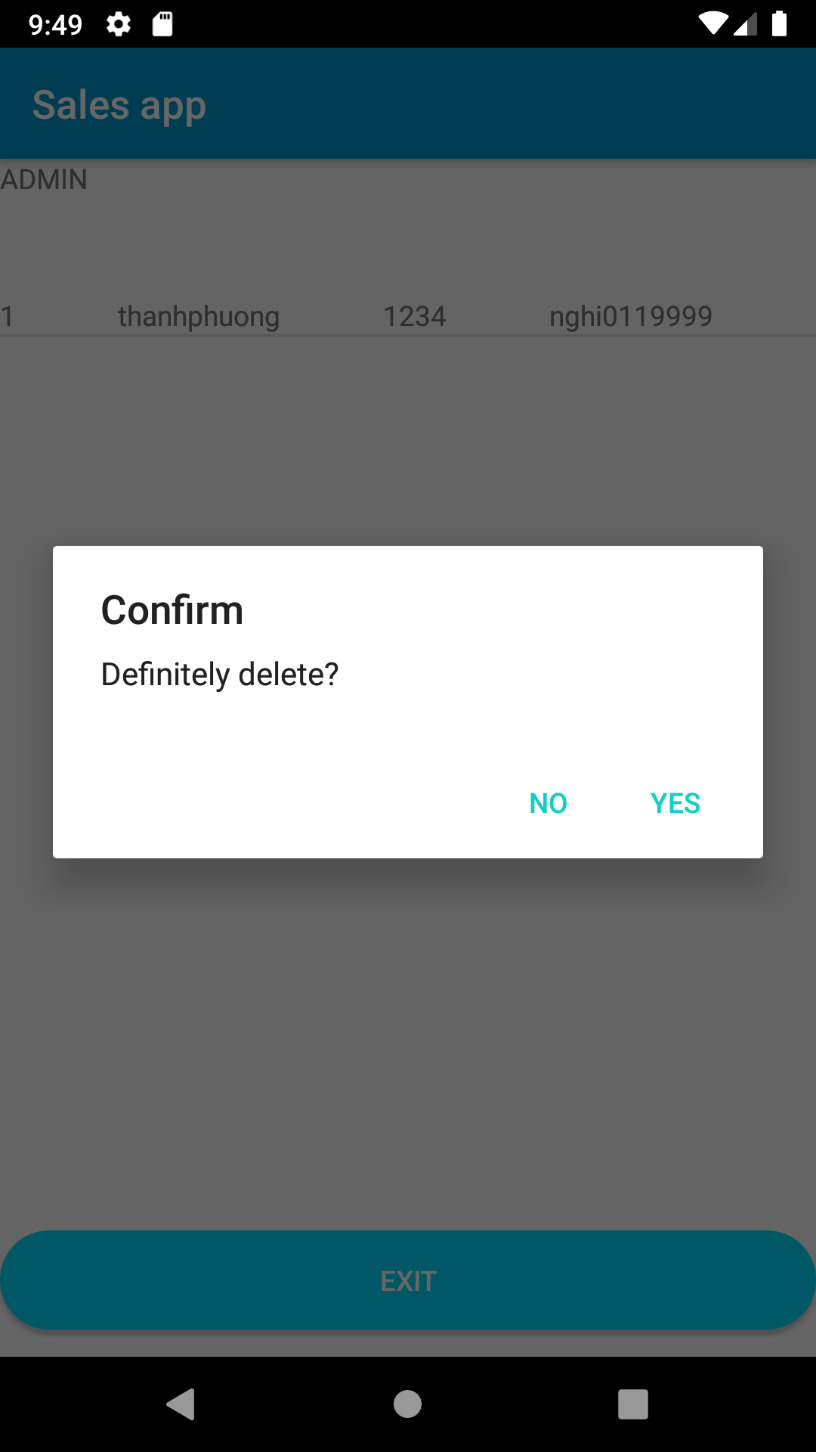 9:49
Sales app
ADMIN
1 thanhphuong 1234 nghi0119999
Confirm
Definitely delete?
NO YES
EXIT